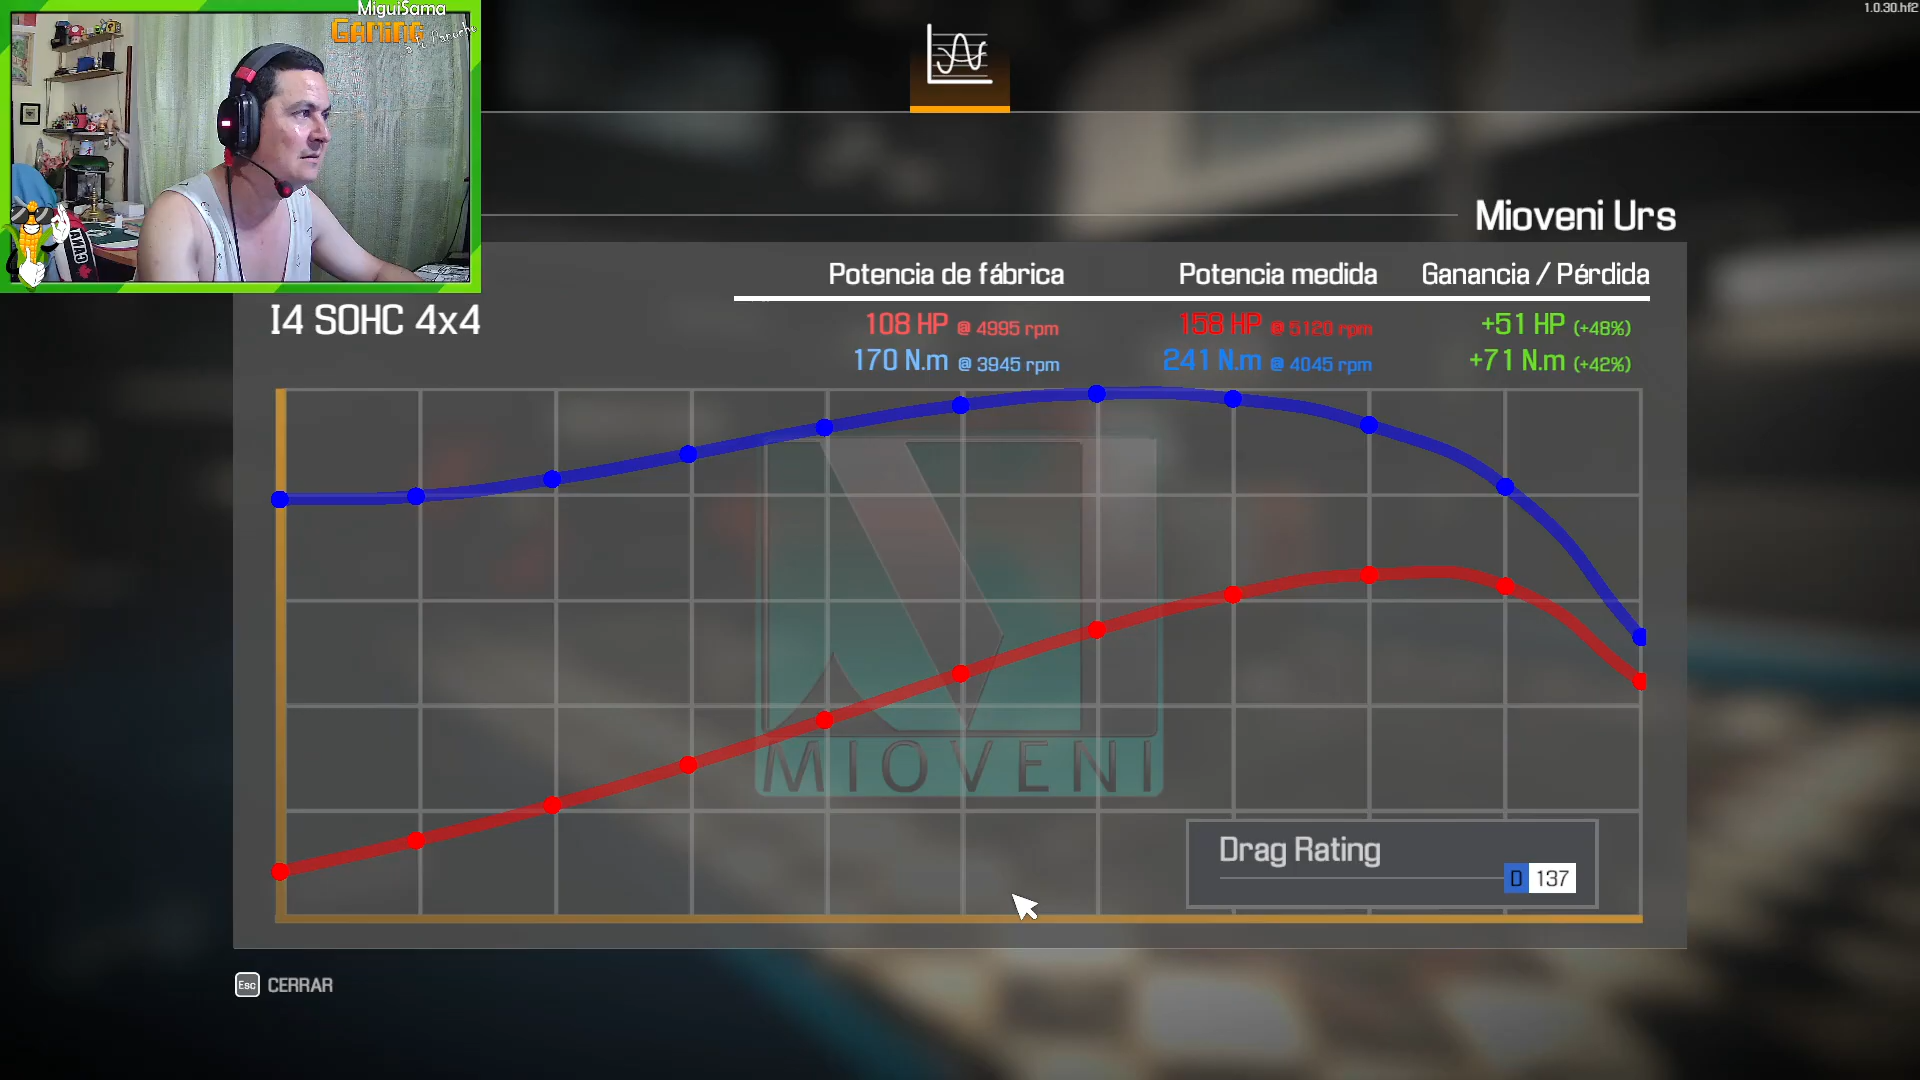 MiguiSama
GAMING
1.0.30.hf2
Mioveni Urs
Potencia de fábrica
Potencia medida
Ganancia / Pérdida
I4 SOHC 4x4
108 HP @ 4995 rpm
158 HP @ 5120 rpm
+51 HP (+48%)
170 N.m @ 3945 rpm
241 N.m @ 4045 rpm
+71 N.m (+42%)
MIOVENI
Drag Rating
D 137
Esc CERRAR